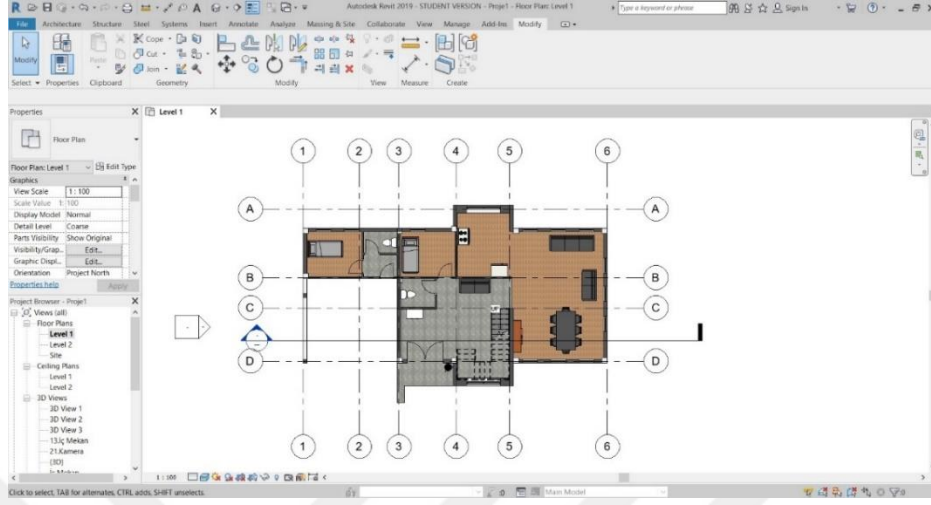 Autodesk Revit 2019 - STUDENT VERSION - Proje1 - Floor Plan: Level 1
Type a keyword or phrase
Sign In
File Architecture Structure Steel Systems Insert Annotate Analyze Massing & Site Collaborate View Manage Add-Ins Modify
Modify
Paste
Cope
Cut
Join
Select Properties Clipboard Geometry Modify View Measure Create
Properties X
Level 1 X
Floor Plan
Floor Plan: Level 1 Edit Type
Graphics
View Scale 1 : 100
Scale Value 1: 100
Display Model Normal
Detail Level Coarse
Parts Visibility Show Original
Visibility/Grap... Edit...
Graphic Displ... Edit...
Orientation Project North
Properties help Apply
Project Browser - Proje1 X
Views (all)
Floor Plans
Level 1
Level 2
Site
Ceiling Plans
Level 1
Level 2
3D Views
3D View 1
3D View 2
3D View 3
13.İç Mekan
21.Kamera
{3D}
İç Mekan
1 2 3 4 5 6
A A
B B
C C
D D
UP
1 2 3 4 5 6
1 : 100
Click to select, TAB for alternates, CTRL adds, SHIFT unselects.
:0
Main Model
:0